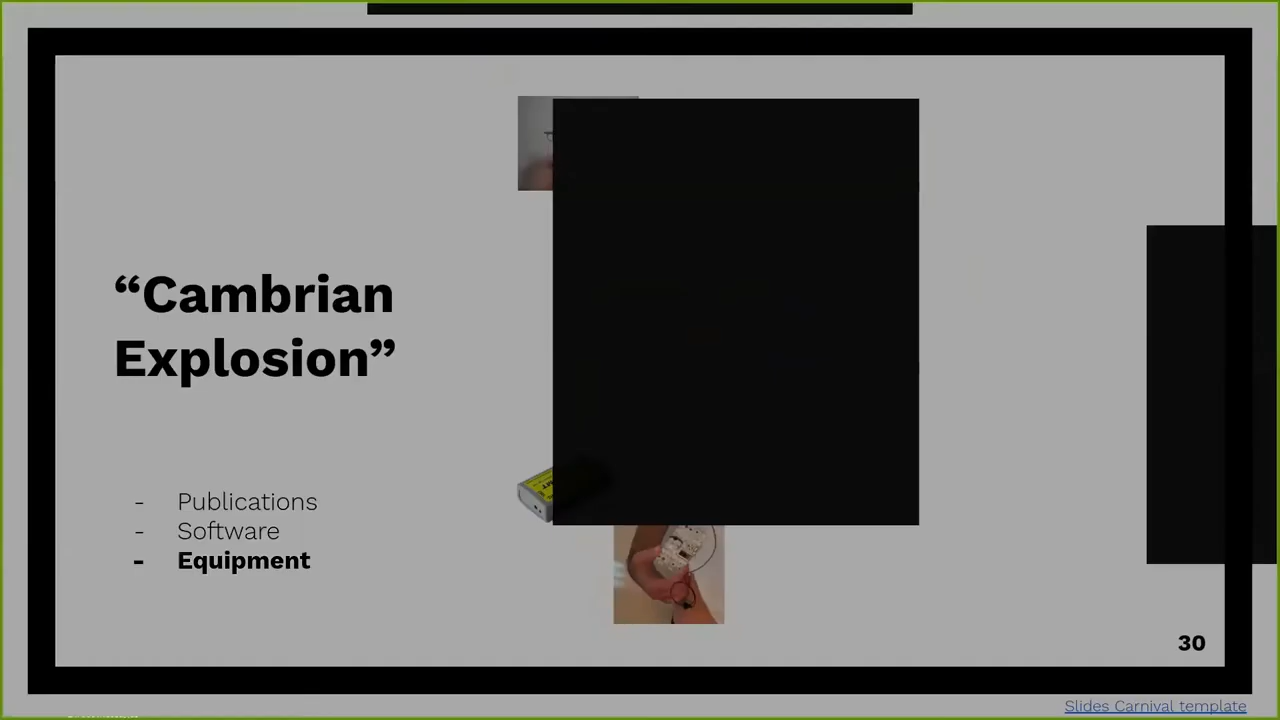 “Cambrian
Explosion”
- Publications
- Software
- Equipment
30
Slides Carnival template